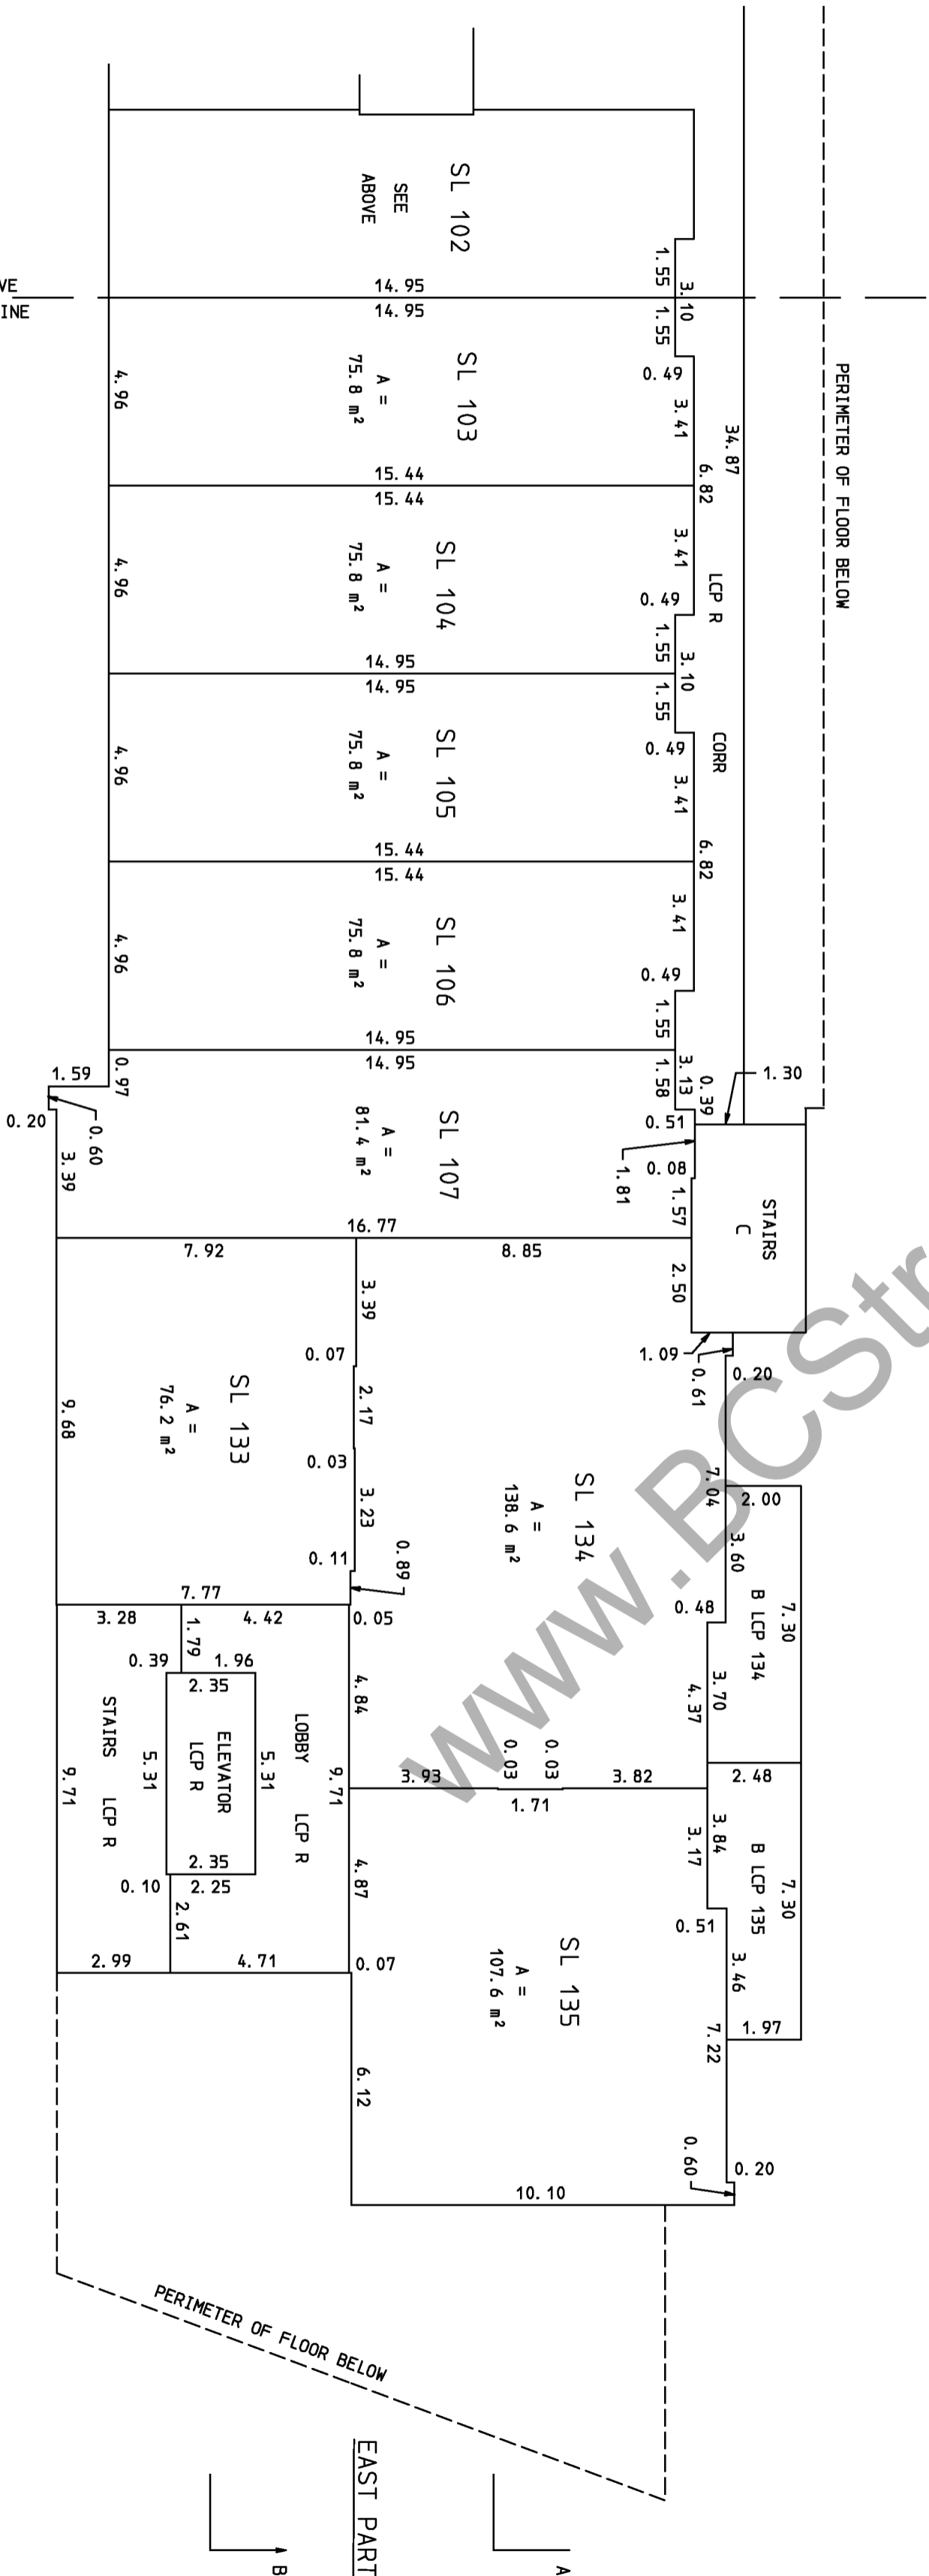 VE
INE
PERIMETER OF FLOOR BELOW
SL 102
SEE
ABOVE
1.55
3.10
14.95
14.95
1.55
0.49
SL 103
A =
75.8 m²
4.96
3.41
34.87
6.82
15.44
15.44
3.41
LCP R
CORR
SL 104
A =
75.8 m²
4.96
0.49
1.55
3.10
14.95
14.95
1.55
0.49
SL 105
A =
75.8 m²
4.96
3.41
6.82
15.44
15.44
3.41
SL 106
A =
75.8 m²
4.96
0.49
1.55
3.13
14.95
14.95
1.58
0.39
1.30
0.97
1.59
0.60
0.20
3.39
SL 107
A =
81.4 m²
0.51
0.08
1.81
1.57
STAIRS
C
16.77
7.92
8.85
2.50
1.09
0.61
0.20
3.39
0.07
2.17
0.03
3.23
0.11
0.89
SL 133
A =
76.2 m²
9.68
7.77
SL 134
A =
138.6 m²
7.04
2.00
3.60
7.30
B LCP 134
0.48
3.70
4.37
3.28
4.42
0.05
1.79
0.39
1.96
2.35
4.84
ELEVATOR
LCP R
LOBBY LCP R
STAIRS LCP R
5.31
5.31
9.71
9.71
3.93
0.03
0.03
3.82
1.71
2.48
3.84
3.17
7.30
B LCP 135
2.35
0.10
2.25
2.61
4.87
0.51
3.46
2.99
4.71
0.07
SL 135
A =
107.6 m²
1.97
7.22
6.12
0.60
0.20
10.10
PERIMETER OF FLOOR BELOW
EAST PART
A
B
www.BCStr